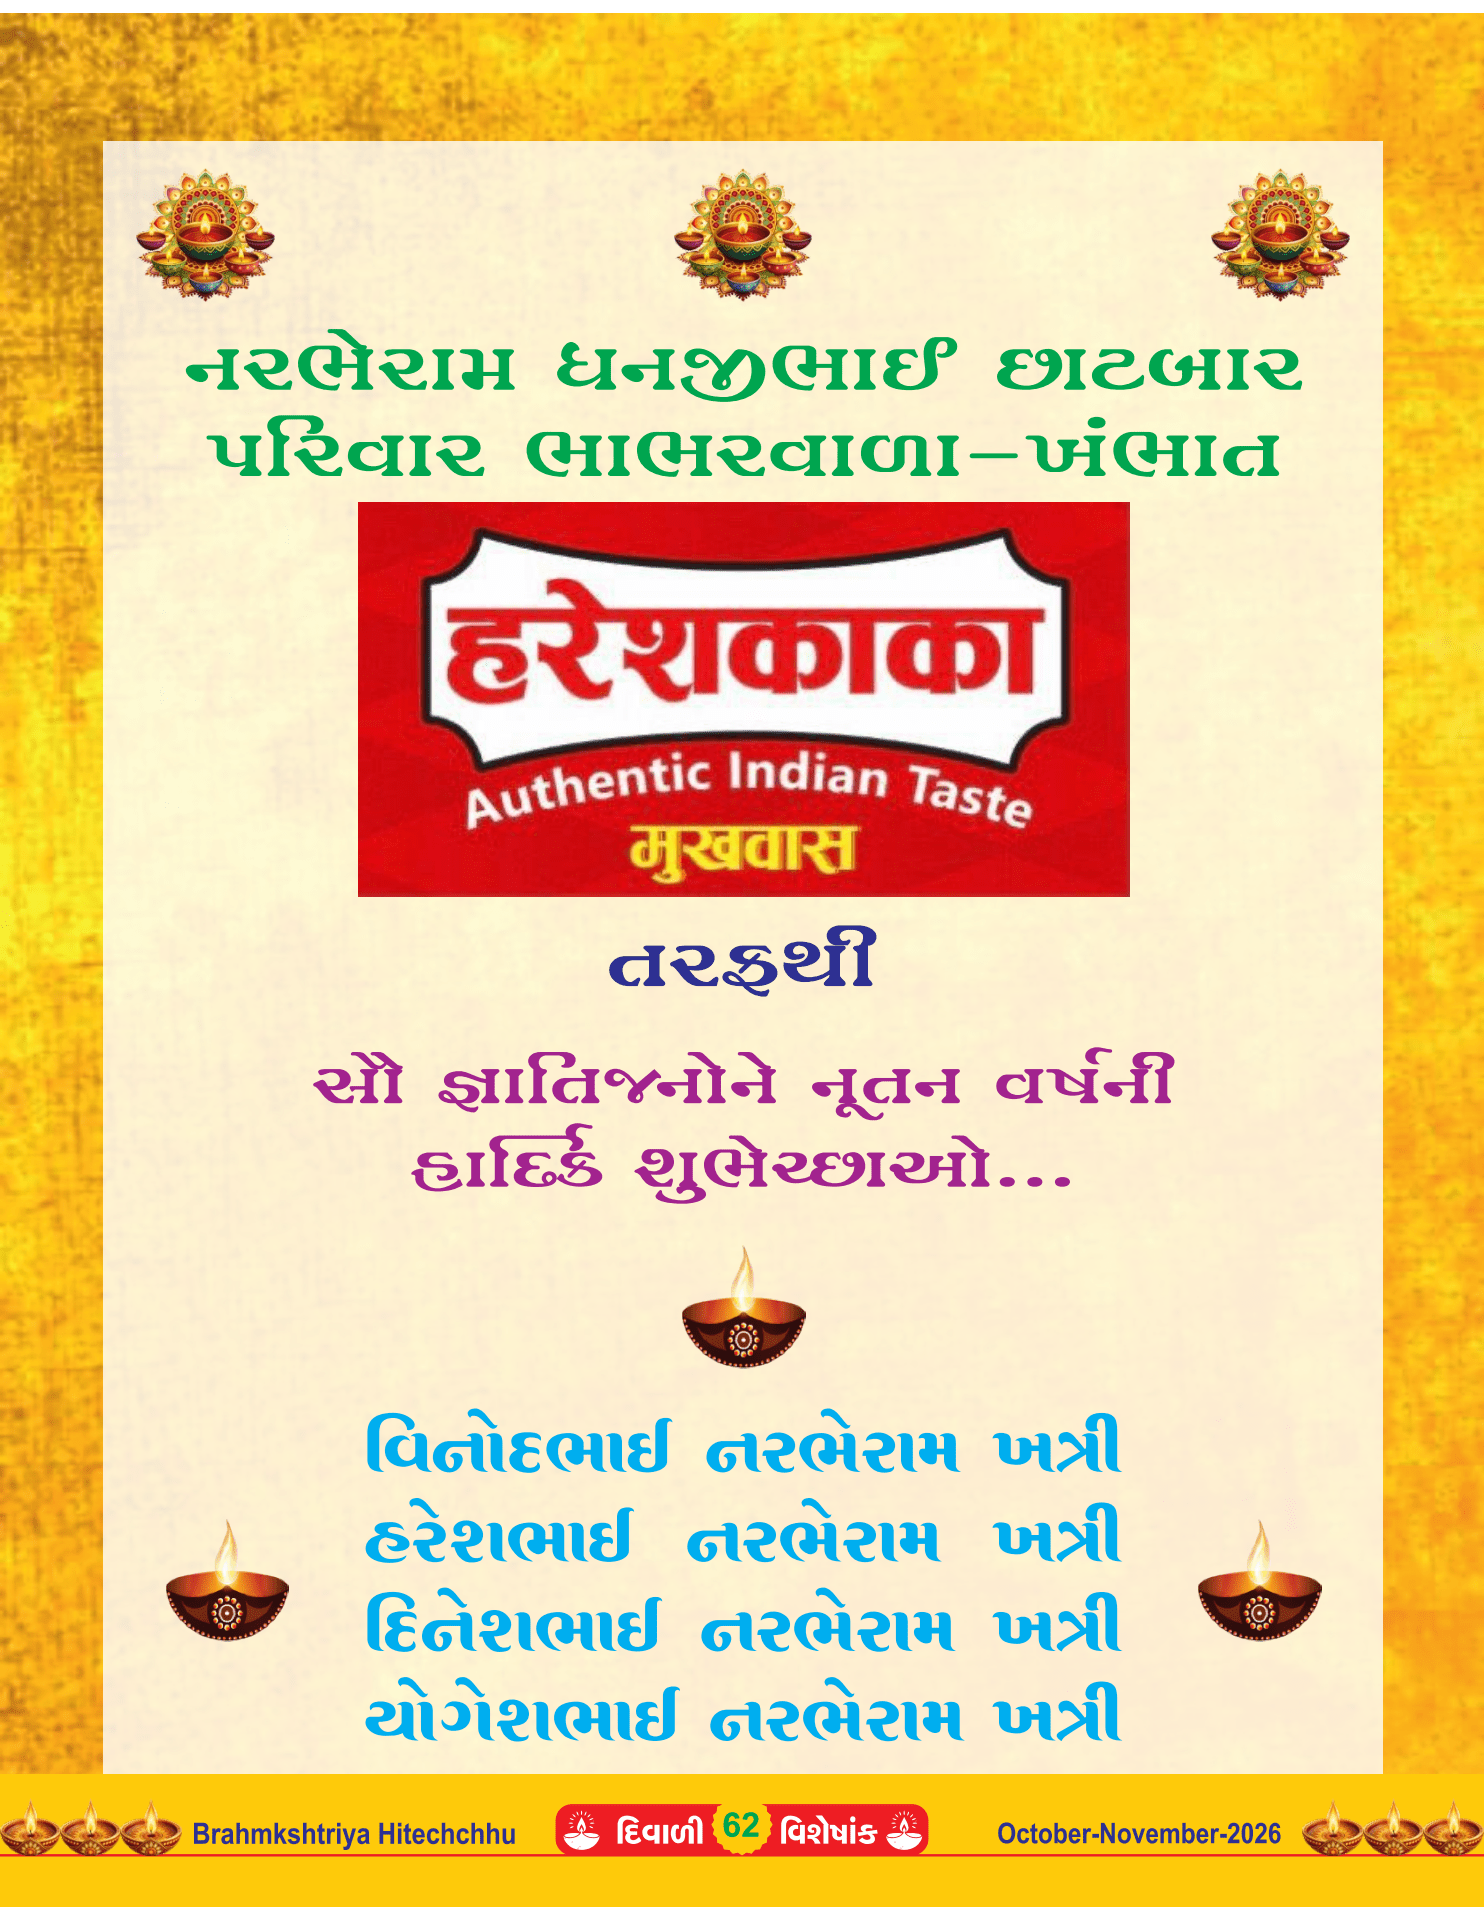 નરભેરામ ધનજીભાઈ છાટબાર
પરિવાર ભાભરવાળા-ખંભાત
हरेशकाका
Authentic Indian Taste
मुखवास
તરફથી
સૌ જ્ઞાતિજનોને નૂતન વર્ષની
હાર્દિક શુભેચ્છાઓ...
વિનોદભાઈ નરભેરામ ખત્રી
હરેશભાઈ નરભેરામ ખત્રી
દિનેશભાઈ નરભેરામ ખત્રી
યોગેશભાઈ નરભેરામ ખત્રી
Brahmkshtriya Hitechchhu દિવાળી 62 વિશેષાંક October-November-2026